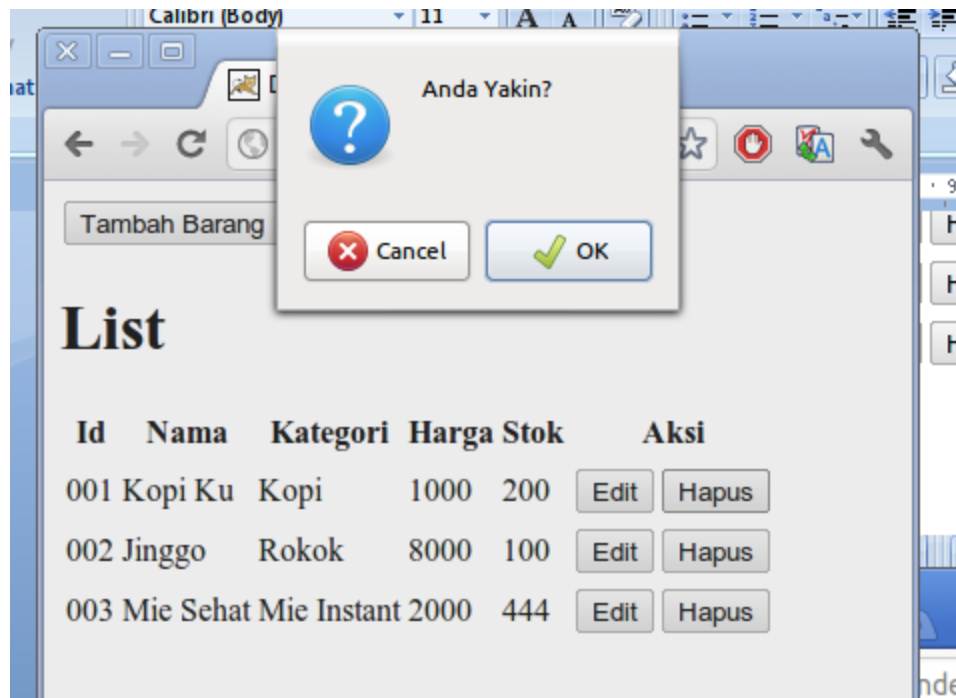 Calibri (Body) 11 A A
Anda Yakin?
Tambah Barang
Cancel OK
List
Id Nama Kategori Harga Stok Aksi
001 Kopi Ku Kopi 1000 200 Edit Hapus
002 Jinggo Rokok 8000 100 Edit Hapus
003 Mie Sehat Mie Instant 2000 444 Edit Hapus